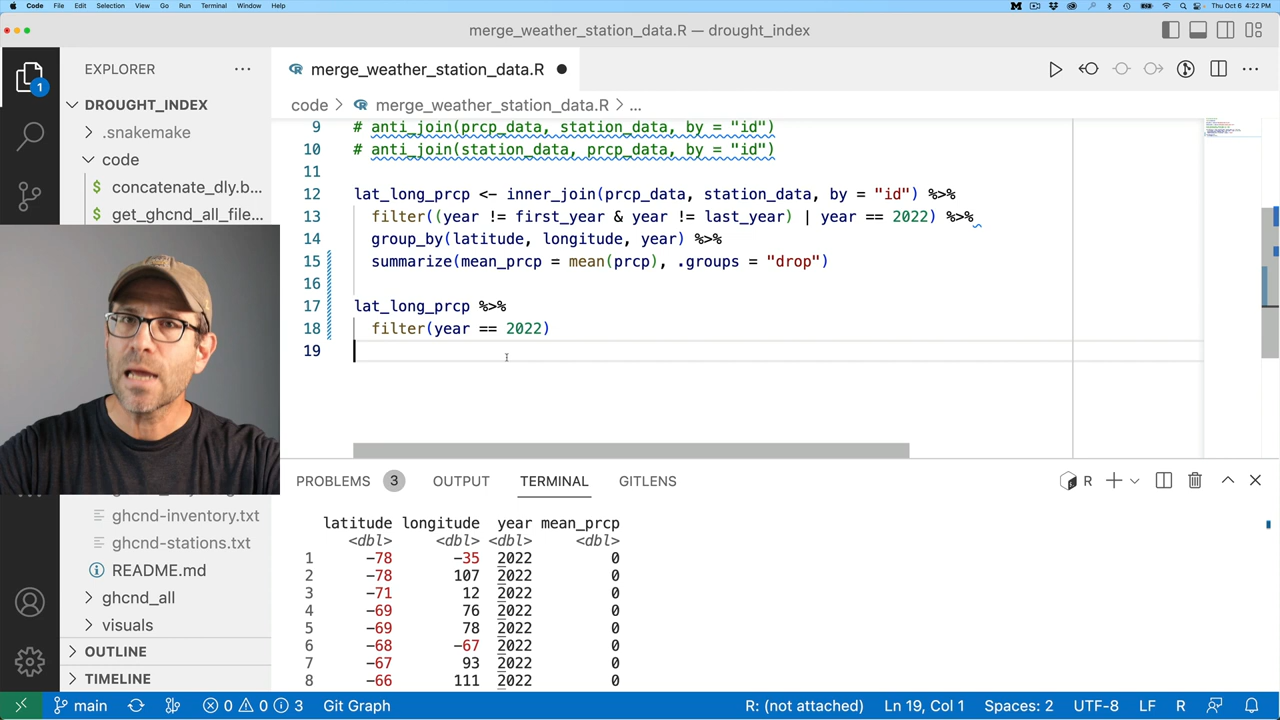 Code File Edit Selection View Go Run Terminal Window Help
Thu Oct 6 4:22 PM
merge_weather_station_data.R — drought_index
EXPLORER
merge_weather_station_data.R
1
DROUGHT_INDEX
code > merge_weather_station_data.R > ...
.snakemake
code
$ concatenate_dly.b...
$ get_ghcnd_all_file...
9 # anti_join(prcp_data, station_data, by = "id")
10 # anti_join(station_data, prcp_data, by = "id")
11
12 lat_long_prcp <- inner_join(prcp_data, station_data, by = "id") %>%
13 filter((year != first_year & year != last_year) | year == 2022) %>%
14 group_by(latitude, longitude, year) %>%
15 summarize(mean_prcp = mean(prcp), .groups = "drop")
16
17 lat_long_prcp %>%
18 filter(year == 2022)
19
ghcnd-inventory.txt
ghcnd-stations.txt
README.md
ghcnd_all
visuals
OUTLINE
TIMELINE
PROBLEMS 3 OUTPUT TERMINAL GITLENS
R
latitude longitude year mean_prcp
<dbl> <dbl> <dbl> <dbl>
1 -78 -35 2022 0
2 -78 107 2022 0
3 -71 12 2022 0
4 -69 76 2022 0
5 -69 78 2022 0
6 -68 -67 2022 0
7 -67 93 2022 0
8 -66 111 2022 0
main 0 0 3 Git Graph R: (not attached) Ln 19, Col 1 Spaces: 2 UTF-8 LF R